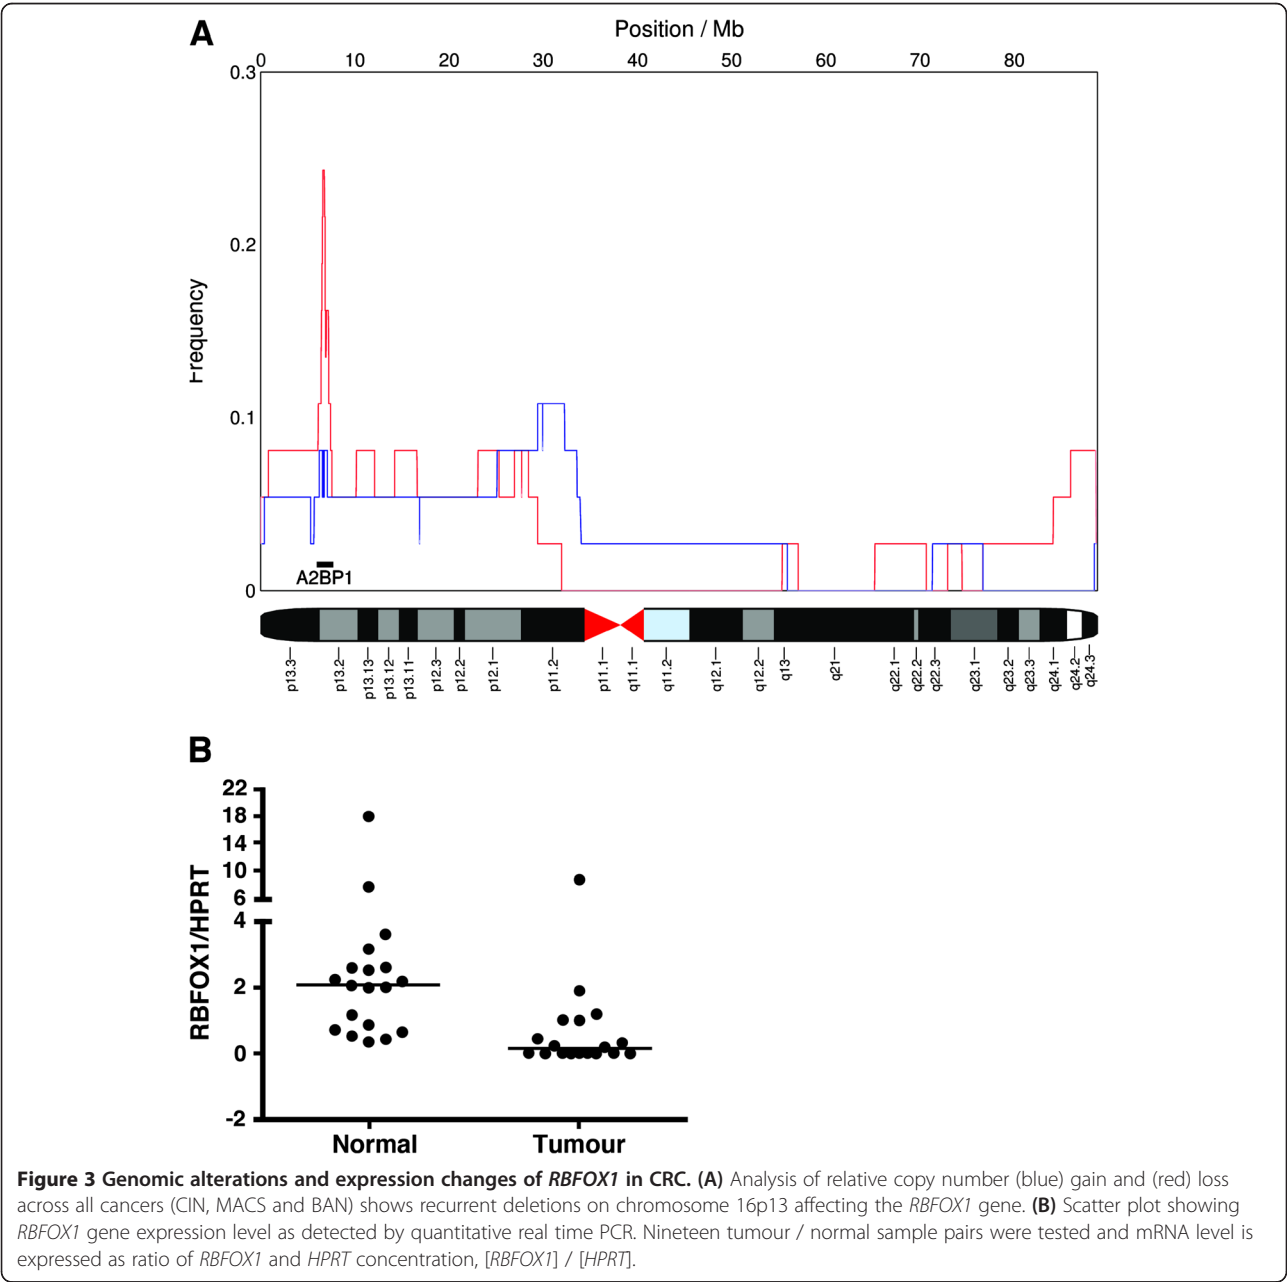 A
Position / Mb
0 10 20 30 40 50 60 70 80
0.3
0.2
0.1
0
Frequency
A2BP1
p13.3 p13.2 p13.13 p13.12 p13.11 p12.3 p12.2 p12.1 p11.2 p11.1 q11.1 q11.2 q12.1 q12.2 q13 q21 q22.1 q22.2 q22.3 q23.1 q23.2 q23.3 q24.1 q24.2 q24.3
B
22
18
14
10
6
4
2
0
-2
RBFOX1/HPRT
Normal Tumour
Figure 3 Genomic alterations and expression changes of RBFOX1 in CRC. (A) Analysis of relative copy number (blue) gain and (red) loss
across all cancers (CIN, MACS and BAN) shows recurrent deletions on chromosome 16p13 affecting the RBFOX1 gene. (B) Scatter plot showing
RBFOX1 gene expression level as detected by quantitative real time PCR. Nineteen tumour / normal sample pairs were tested and mRNA level is
expressed as ratio of RBFOX1 and HPRT concentration, [RBFOX1] / [HPRT].